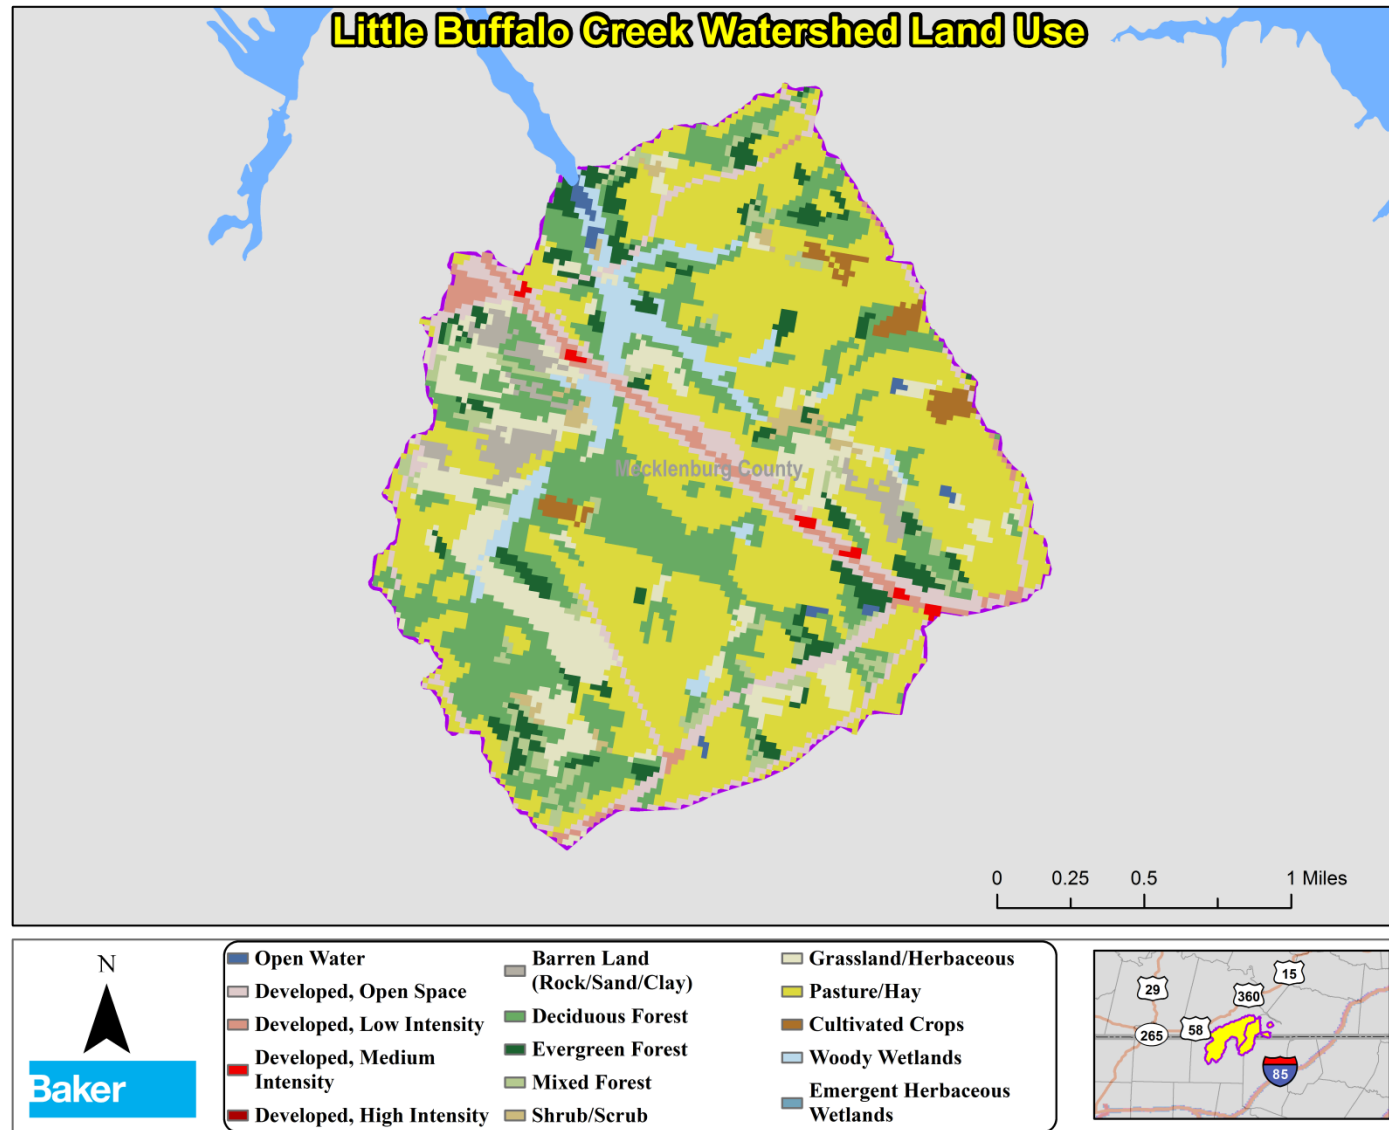 Little Buffalo Creek Watershed Land Use
Mecklenburg County
0 0.25 0.5 1 Miles
N
Baker
Open Water
Developed, Open Space
Developed, Low Intensity
Developed, Medium
Intensity
Developed, High Intensity
Barren Land
(Rock/Sand/Clay)
Deciduous Forest
Evergreen Forest
Mixed Forest
Shrub/Scrub
Grassland/Herbaceous
Pasture/Hay
Cultivated Crops
Woody Wetlands
Emergent Herbaceous
Wetlands
15
29
360
58
265
85